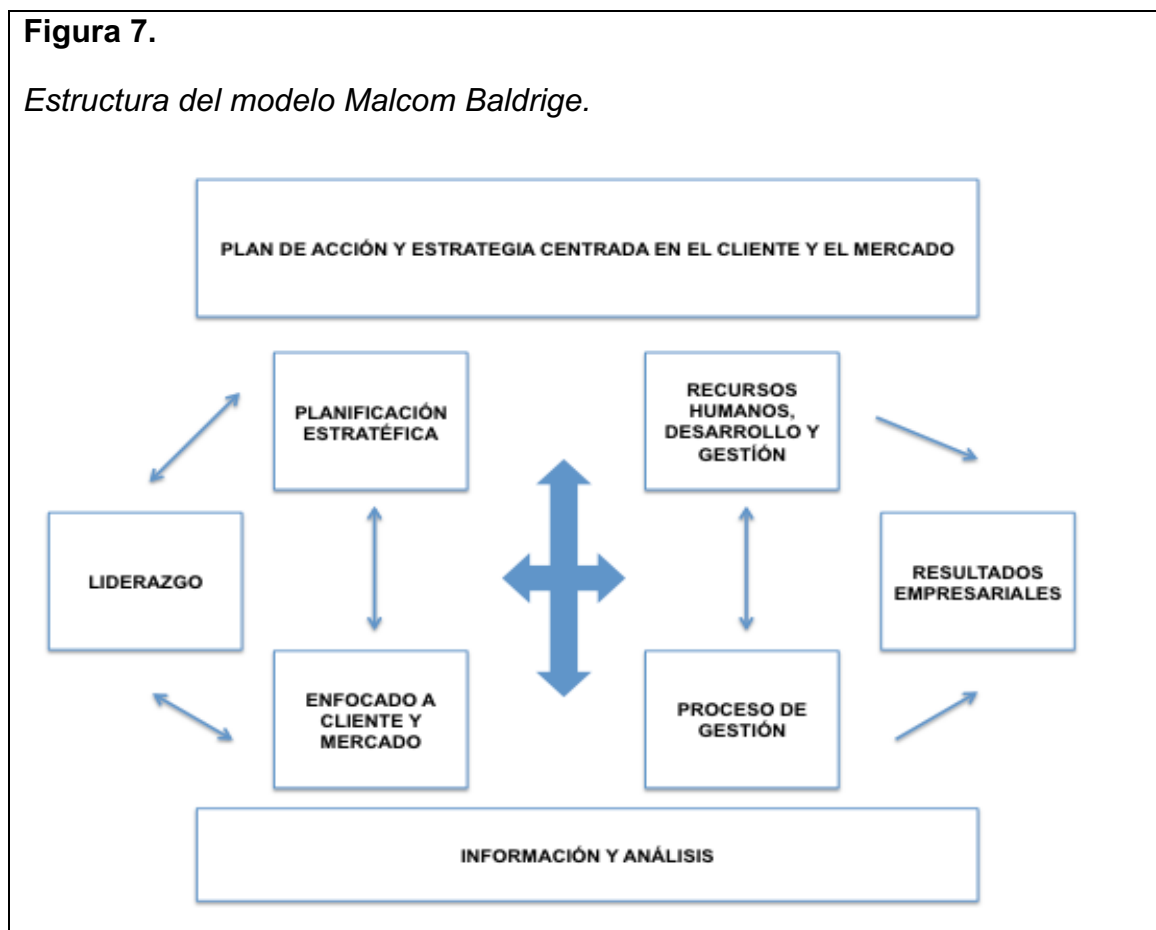 Figura 7.
Estructura del modelo Malcom Baldrige.
PLAN DE ACCIÓN Y ESTRATEGIA CENTRADA EN EL CLIENTE Y EL MERCADO
PLANIFICACIÓN
ESTRATÉFICA
RECURSOS
HUMANOS,
DESARROLLO Y
GESTÍÓN
LIDERAZGO
RESULTADOS
EMPRESARIALES
ENFOCADO A
CLIENTE Y
MERCADO
PROCESO DE
GESTIÓN
INFORMACIÓN Y ANÁLISIS